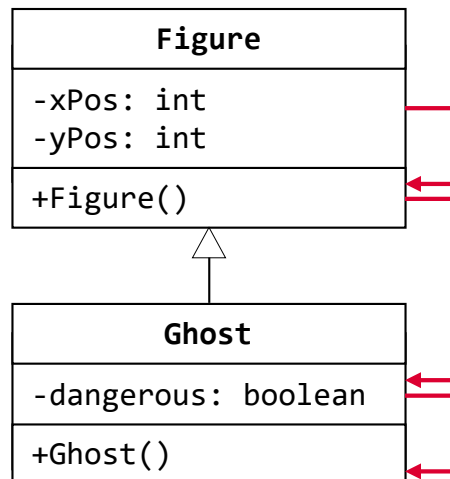 Figure
-xPos: int
-yPos: int
+Figure()
Ghost
-dangerous: boolean
+Ghost()